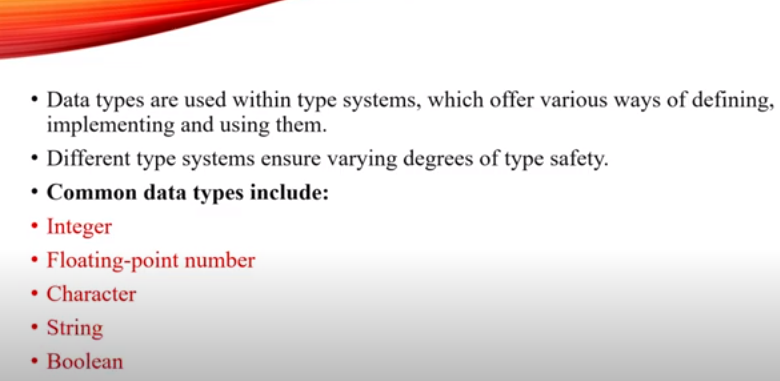 • Data types are used within type systems, which offer various ways of defining,
implementing and using them.
• Different type systems ensure varying degrees of type safety.
• Common data types include:
• Integer
• Floating-point number
• Character
• String
• Boolean